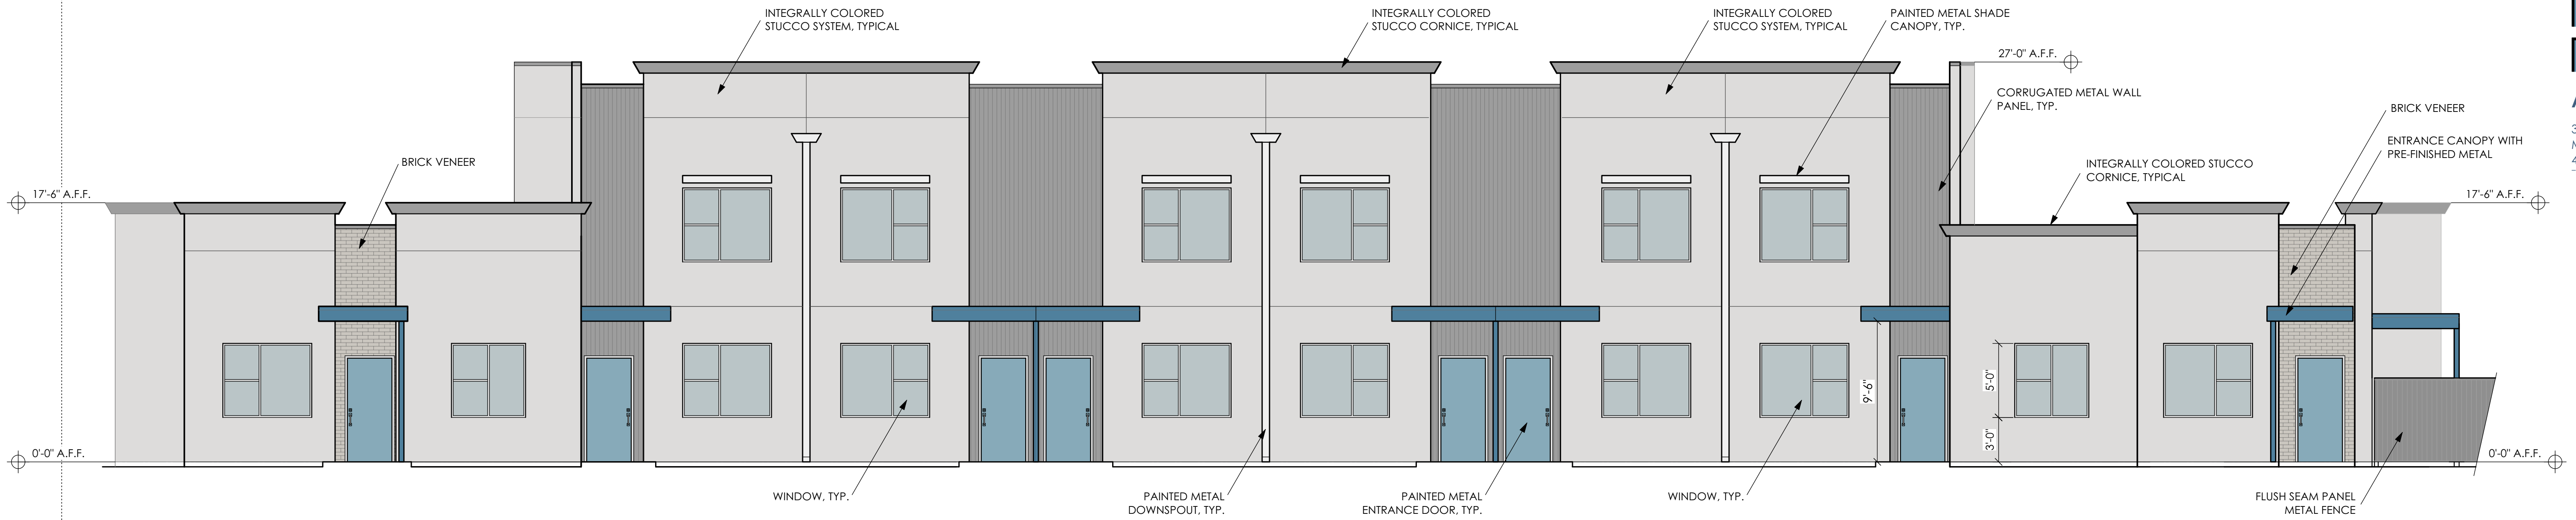 INTEGRALLY COLORED
STUCCO SYSTEM, TYPICAL
INTEGRALLY COLORED
STUCCO CORNICE, TYPICAL
INTEGRALLY COLORED
STUCCO SYSTEM, TYPICAL
PAINTED METAL SHADE
CANOPY, TYP.
27'-0" A.F.F.
CORRUGATED METAL WALL
PANEL, TYP.
BRICK VENEER
ENTRANCE CANOPY WITH
PRE-FINISHED METAL
BRICK VENEER
INTEGRALLY COLORED STUCCO
CORNICE, TYPICAL
17'-6" A.F.F.
17'-6" A.F.F.
9'-6"
5'-0"
3'-0"
0'-0" A.F.F.
0'-0" A.F.F.
WINDOW, TYP.
PAINTED METAL
DOWNSPOUT, TYP.
PAINTED METAL
ENTRANCE DOOR, TYP.
WINDOW, TYP.
FLUSH SEAM PANEL
METAL FENCE